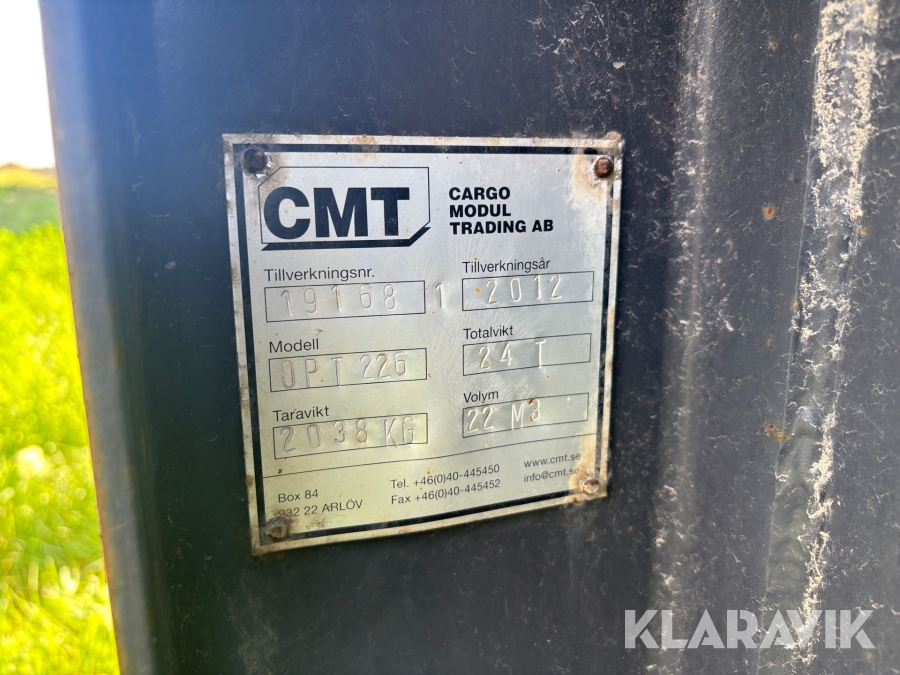 CMT
CARGO
MODUL
TRADING AB
Tillverkningsnr. Tillverkningsår
19168 1 2012
Modell Totalvikt
OPT 226 24 T
Taravikt Volym
2038 KG 22 M3
Box 84 Tel. +46(0)40-445450 www.cmt.se
232 22 ARLÖV Fax +46(0)40-445452 info@cmt.se
KLARAVIK